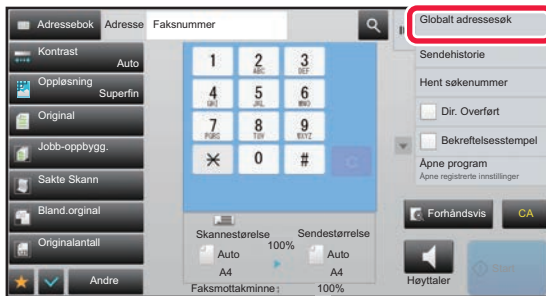 Adressebok Adresse Faksnummer
Globalt adressesøk
Kontrast
Auto
Sendehistorie
Oppløsning
Superfin
Hent søkenummer
Original
Dir. Overført
Jobb-oppbygg.
Bekreftelsesstempel
Sakte Skann
Åpne program
Åpne registrerte innstillinger
Bland.orginal
Originalantall
Andre
1
2
ABC
3
DEF
4
GHI
5
JKL
6
MNO
7
PQRS
8
TUV
9
WXYZ
0
#
C
Skannestørelse
Sendestørrelse
100%
Auto
Auto
A4
A4
Faksmottakminne: 100%
Forhåndsvis
CA
Høyttaler
Start